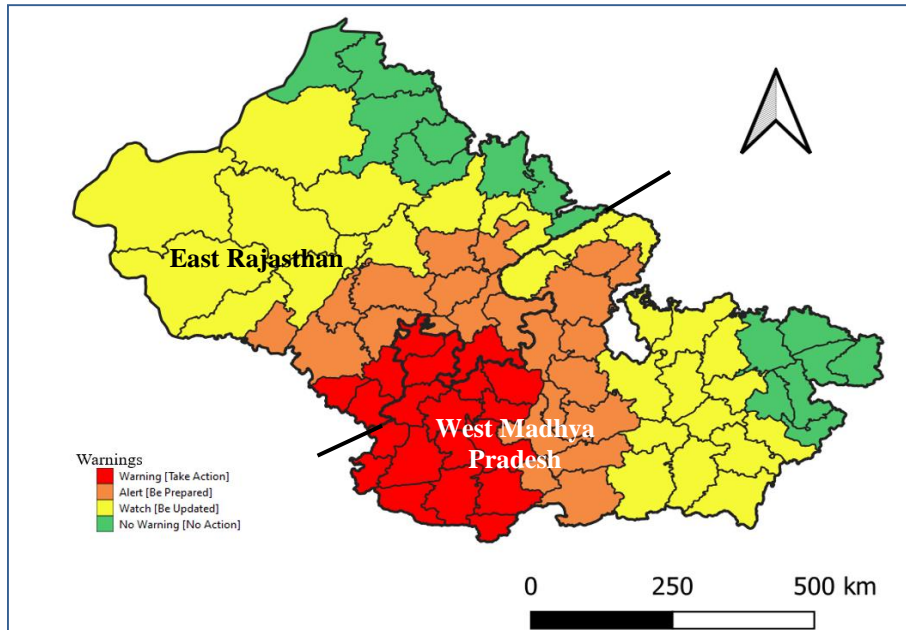 East Rajasthan
West Madhya
Pradesh
Warnings
Warning [Take Action]
Alert [Be Prepared]
Watch [Be Updated]
No Warning [No Action]
0 250 500 km